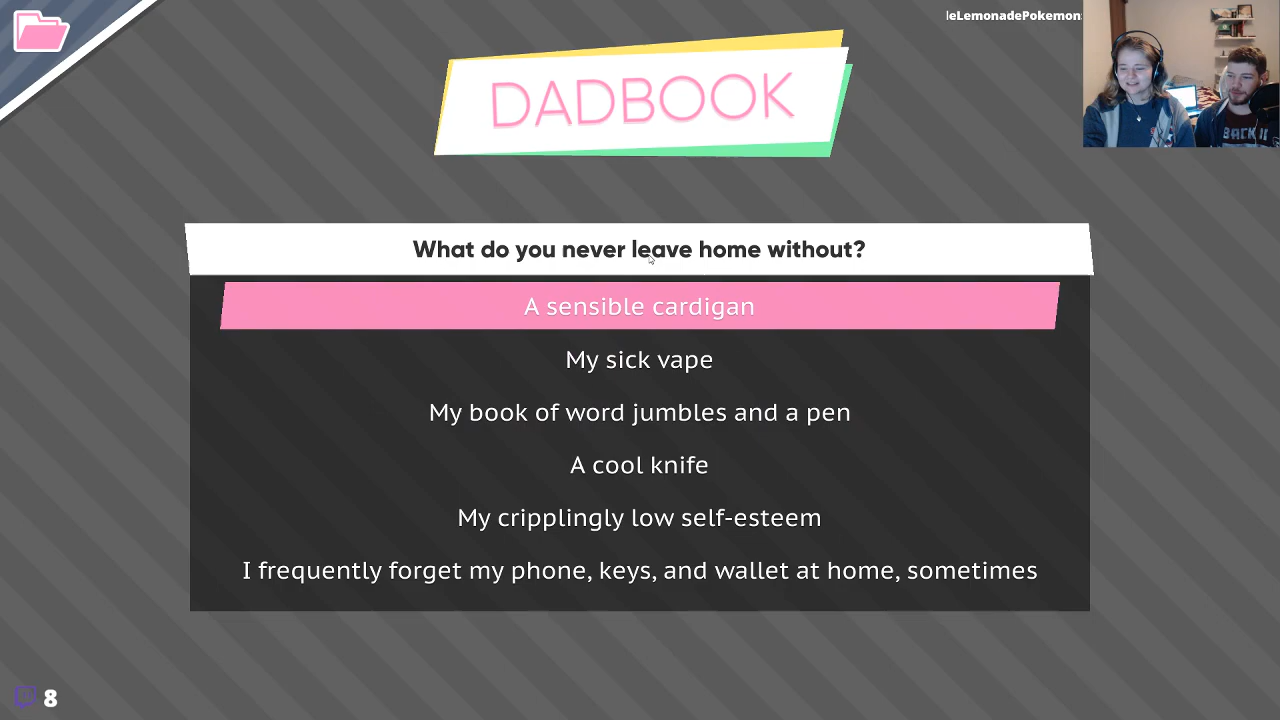 leLemonadePokemon:
DADBOOK
What do you never leave home without?
A sensible cardigan
My sick vape
My book of word jumbles and a pen
A cool knife
My cripplingly low self-esteem
I frequently forget my phone, keys, and wallet at home, sometimes
8